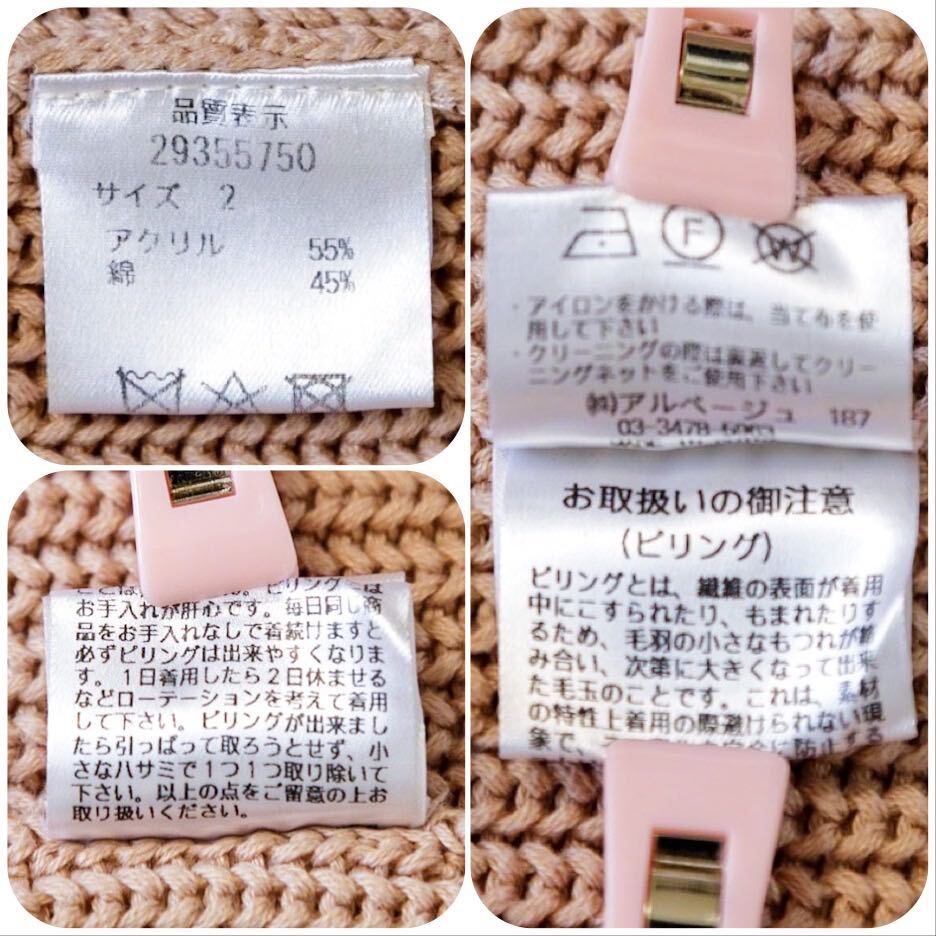 品質表示
29355750
サイズ 2
アクリル 55%
綿 45%
F
W
・アイロンをかける際は、当て布を使
用して下さい
・クリーニングの際は裏返してクリー
ニングネットをご使用下さい
㈱アルページュ 187
03-3478-
お取扱いの御注意
(ピリング)
ピリングとは、繊維の表面が着用
中にこすられたり、もまれたりす
るため、毛羽の小さなもつれが絡
み合い、次第に大きくなって出来
た毛玉のことです。これは、素材
の特性上着用の際避けられない現
象で、
ピリングは
お手入れが肝心です。毎日同じ商
品をお手入れなしで着続けますと
必ずピリングは出来やすくなりま
す。1日着用したら2日休ませる
などローテーションを考えて着用
して下さい。ピリングが出来まし
たら引っぱって取ろうとせず、小
さなハサミで1つ1つ取り除いて
下さい。以上の点をご留意の上お
取り扱いください。